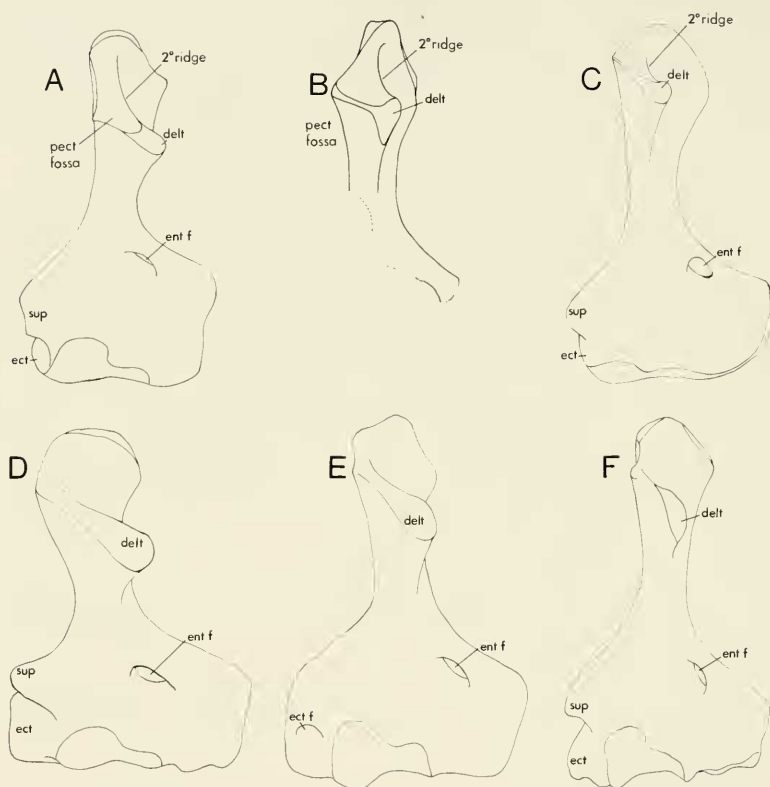 A
2° ridge
delt
pect
fossa
ent f
sup
ect
B
2° ridge
delt
pect
fossa
C
2° ridge
delt
ent f
sup
ect
D
delt
ent f
sup
ect
E
delt
ent f
ect f
F
delt
ent f
sup
ect